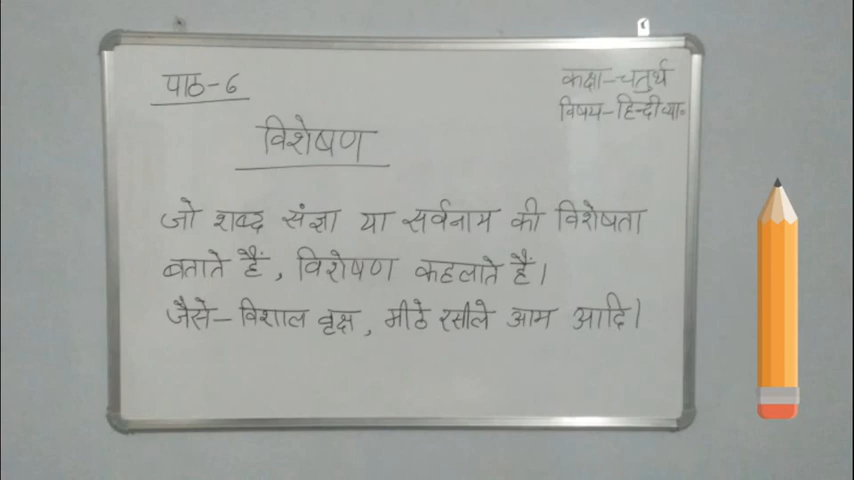 पाठ-6
कक्षा-चतुर्थ
विषय-हिन्दी व्या॰
विशेषण
जो शब्द संज्ञा या सर्वनाम की विशेषता
बताते हैं, विशेषण कहलाते हैं।
जैसे-विशाल वृक्ष, मीठे रसीले आम आदि।